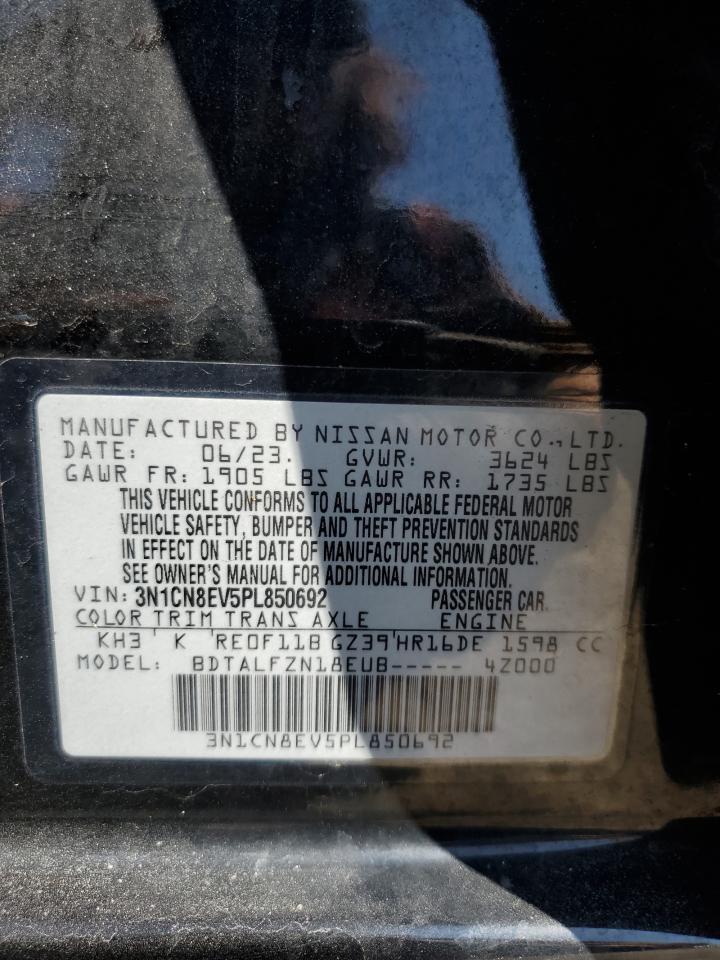 MANUFACTURED BY NISSAN MOTOR CO., LTD.
DATE: 06/23. GVWR: 3624 LBS
GAWR FR: 1905 LBS GAWR RR: 1735 LBS
THIS VEHICLE CONFORMS TO ALL APPLICABLE FEDERAL MOTOR
VEHICLE SAFETY, BUMPER AND THEFT PREVENTION STANDARDS
IN EFFECT ON THE DATE OF MANUFACTURE SHOWN ABOVE.
SEE OWNER'S MANUAL FOR ADDITIONAL INFORMATION.
VIN: 3N1CN8EV5PL850692 PASSENGER CAR.
COLOR TRIM TRANS AXLE ENGINE
KH3 ' K 'RE0F11B GZ39'HR16DE 1598 CC
MODEL: BDTALFZN18EUB----- 4Z000
3N1CN8EV5PL850692